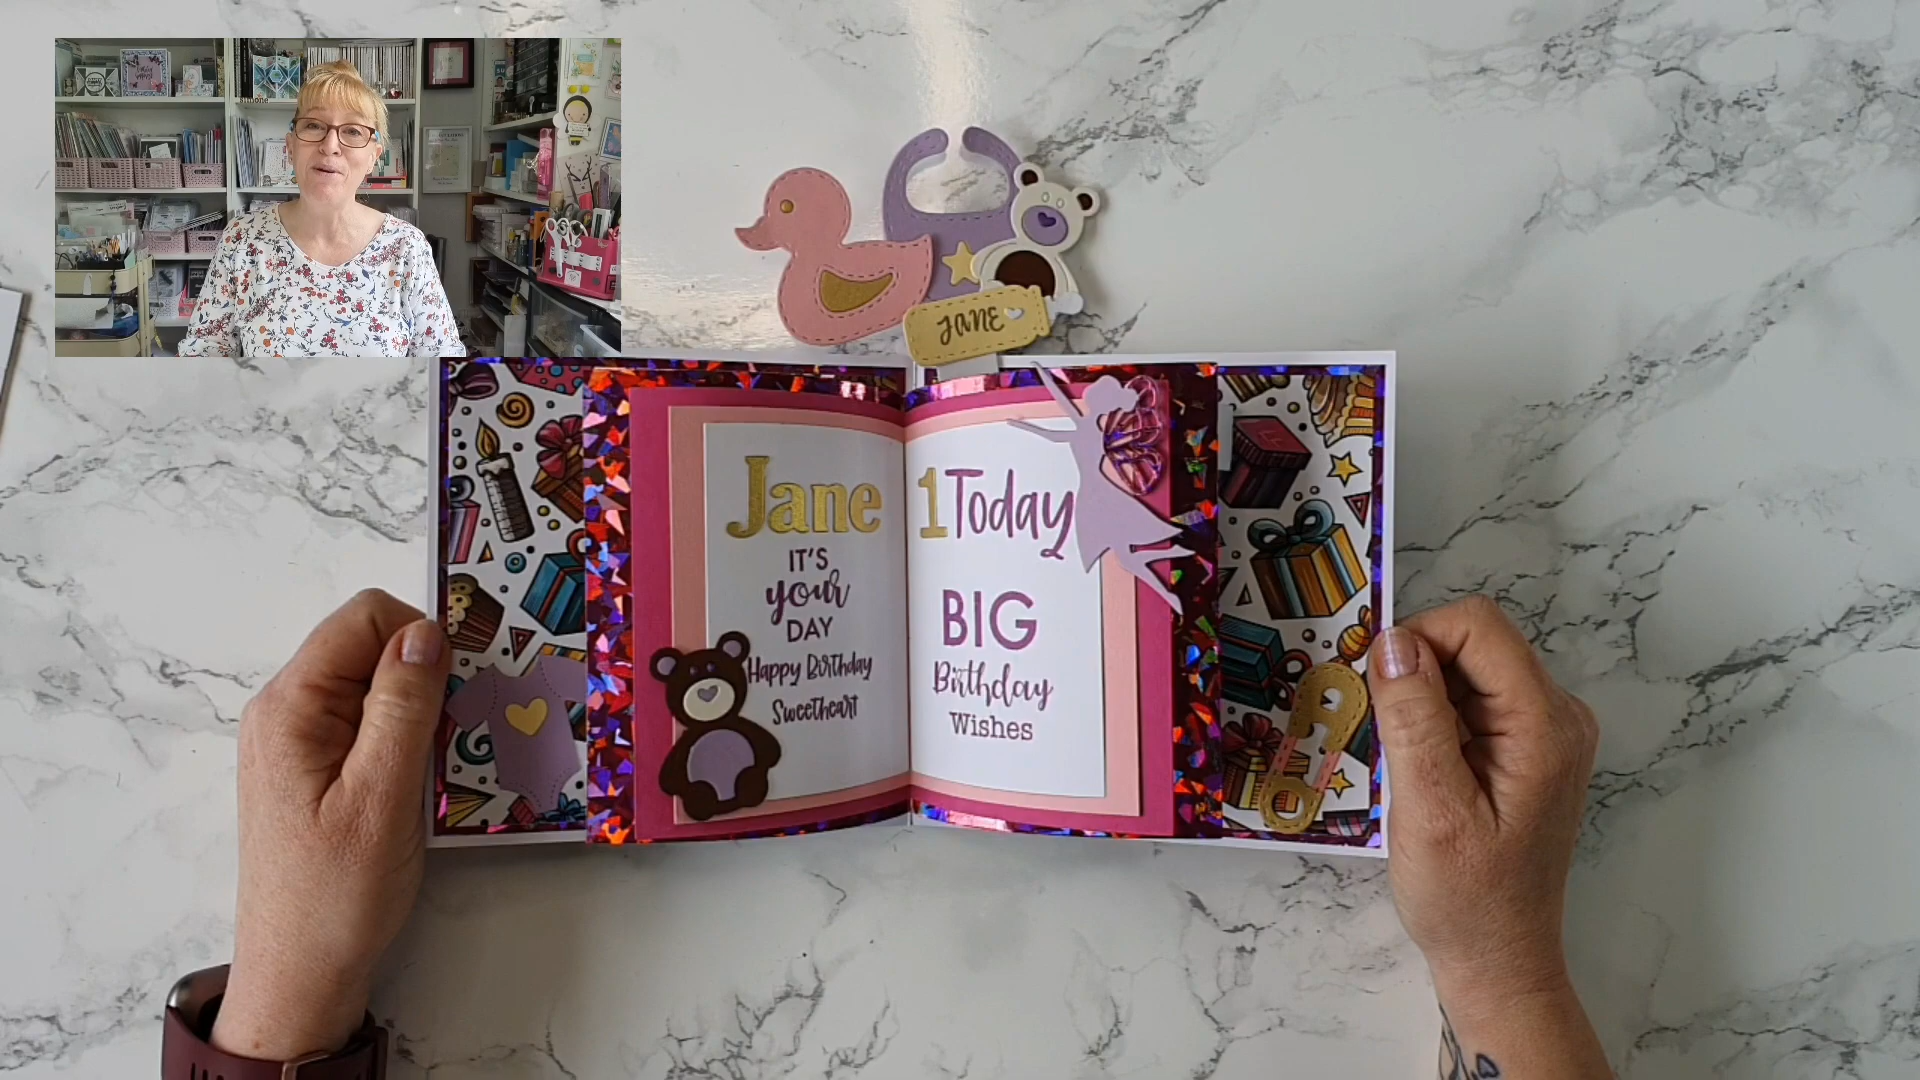 JANE
Jane
IT'S
your
DAY
Happy Birthday
Sweetheart
1Today
BIG
Birthday
Wishes